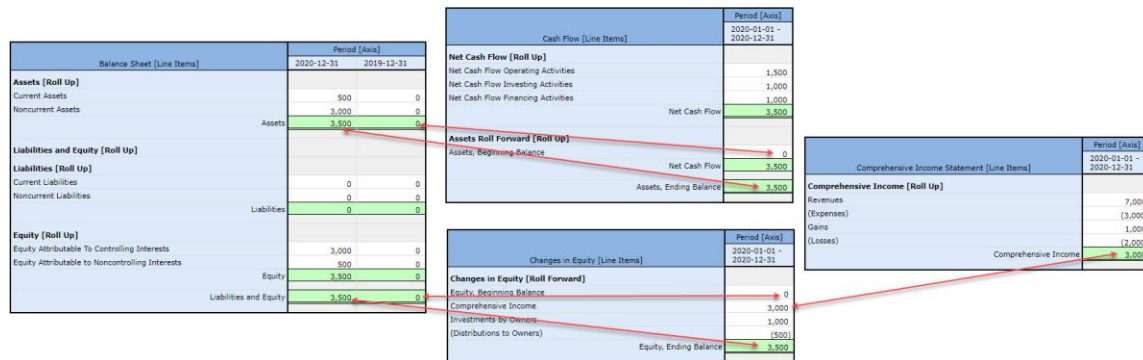 Balance Sheet [Line Items]
Period [Axis]
2020-12-31 2019-12-31
Assets [Roll Up]
Current Assets 500 0
Noncurrent Assets 3,000 0
Assets 3,500 0
Liabilities and Equity [Roll Up]
Liabilities [Roll Up]
Current Liabilities 0 0
Noncurrent Liabilities 0 0
Liabilities 0 0
Equity [Roll Up]
Equity Attributable To Controlling Interests 3,000 0
Equity Attributable to Noncontrolling Interests 500 0
Equity 3,500 0
Liabilities and Equity 3,500 0
Cash Flow [Line Items]
Period [Axis]
2020-01-01 -
2020-12-31
Net Cash Flow [Roll Up]
Net Cash Flow Operating Activities 1,500
Net Cash Flow Investing Activities 1,000
Net Cash Flow Financing Activities 1,000
Net Cash Flow 3,500
Assets Roll Forward [Roll Up]
Assets, Beginning Balance 0
Net Cash Flow 3,500
Assets, Ending Balance 3,500
Changes in Equity [Line Items]
Period [Axis]
2020-01-01 -
2020-12-31
Changes in Equity [Roll Forward]
Equity, Beginning Balance 0
Comprehensive Income 3,000
Investments by Owners 1,000
(Distributions to Owners) (500)
Equity, Ending Balance 3,500
Comprehensive Income Statement [Line Items]
Period [Axis]
2020-01-01 -
2020-12-31
Comprehensive Income [Roll Up]
Revenues 7,000
(Expenses) (3,000
Gains 1,000
(Losses) (2,000
Comprehensive Income 3,000